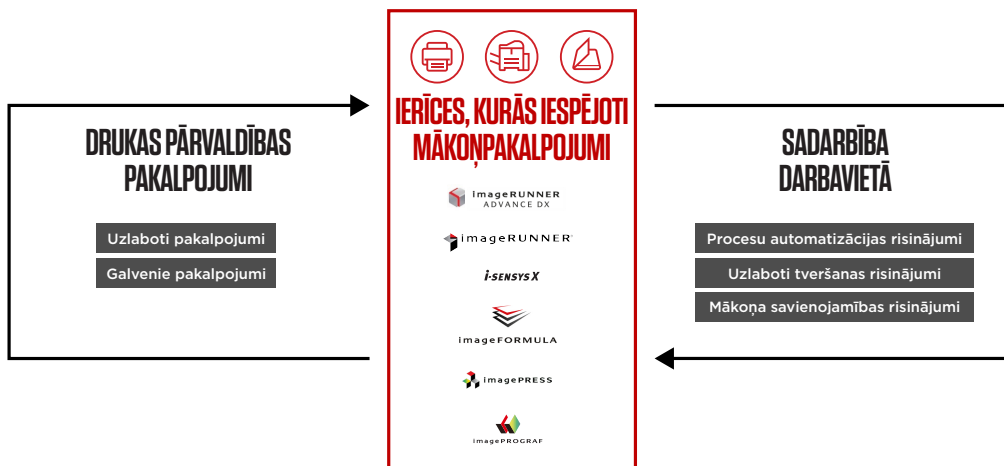 DRUKAS PĀRVALDĪBAS
PAKALPOJUMI
Uzlaboti pakalpojumi
Galvenie pakalpojumi
IERĪCES, KURĀS IESPĒJOTI
MĀKOŅPAKALPOJUMI
imageRUNNER
ADVANCE DX
imageRUNNER
i-SENSYS X
imageFORMULA
imagePRESS
imagePROGRAF
SADARBĪBA
DARBAVIETĀ
Procesu automatizācijas risinājumi
Uzlaboti tveršanas risinājumi
Mākoņa savienojamības risinājumi